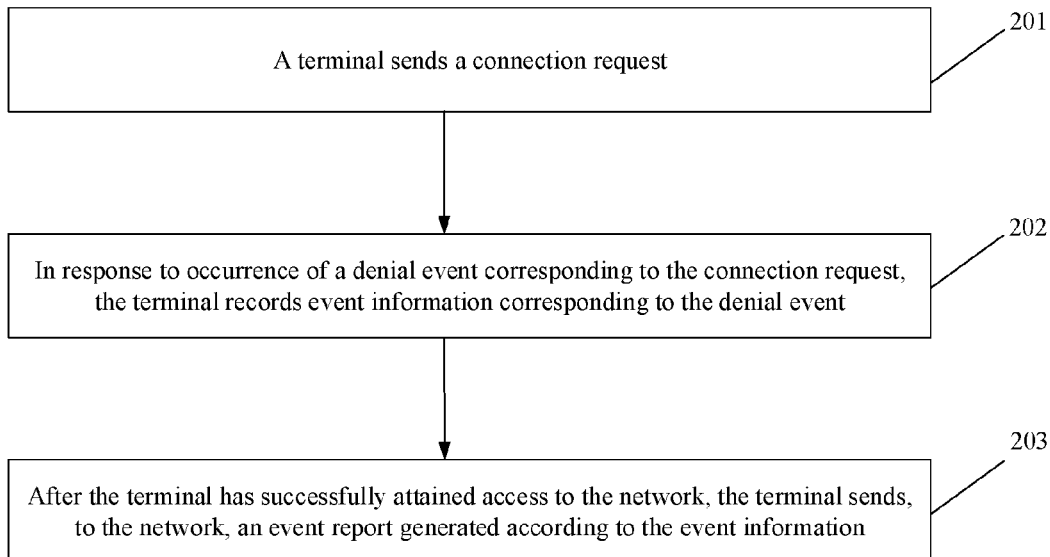 201
A terminal sends a connection request
202
In response to occurrence of a denial event corresponding to the connection request,
the terminal records event information corresponding to the denial event
203
After the terminal has successfully attained access to the network, the terminal sends,
to the network, an event report generated according to the event information